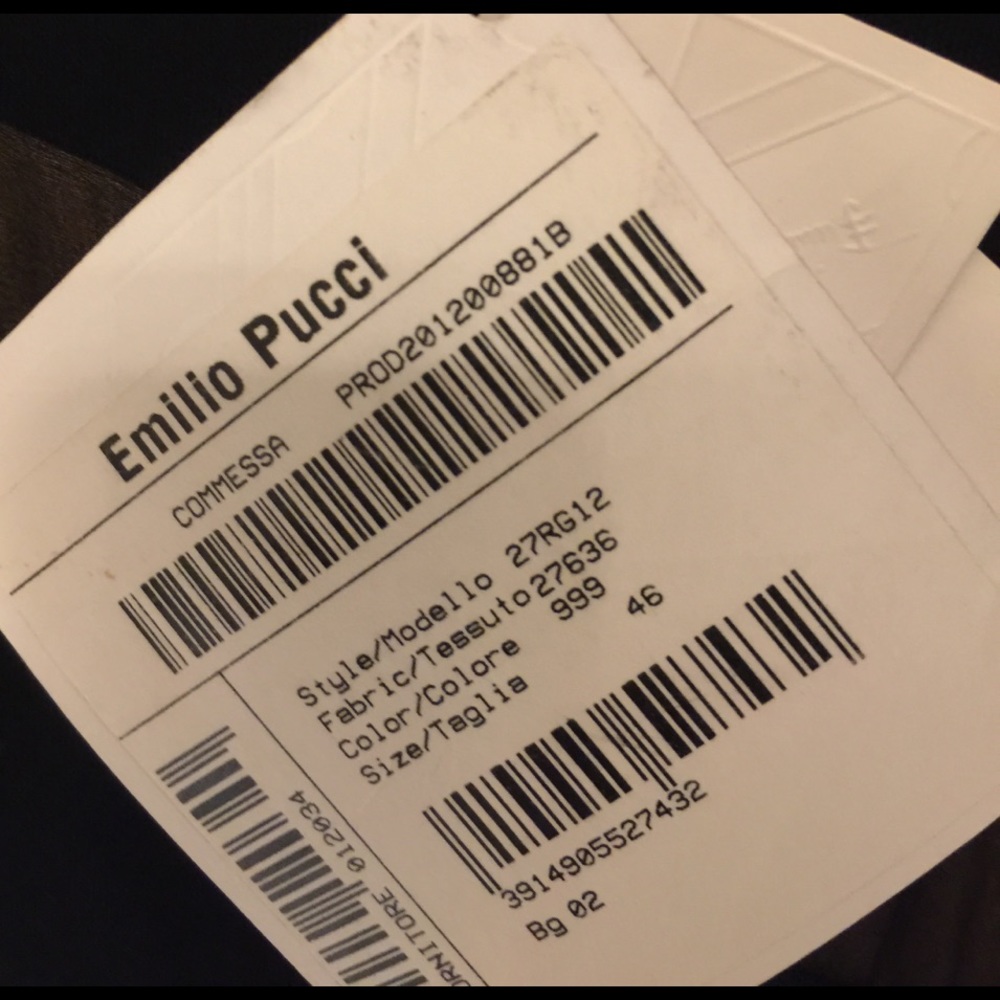 Emilio Pucci
COMMESSA PROD201200881B
Style/Modello 27RG12
Fabric/Tessuto 27636
Color/Colore 999
Size/Taglia 46
3914905527432
Bg 02
ORNITORE 012034